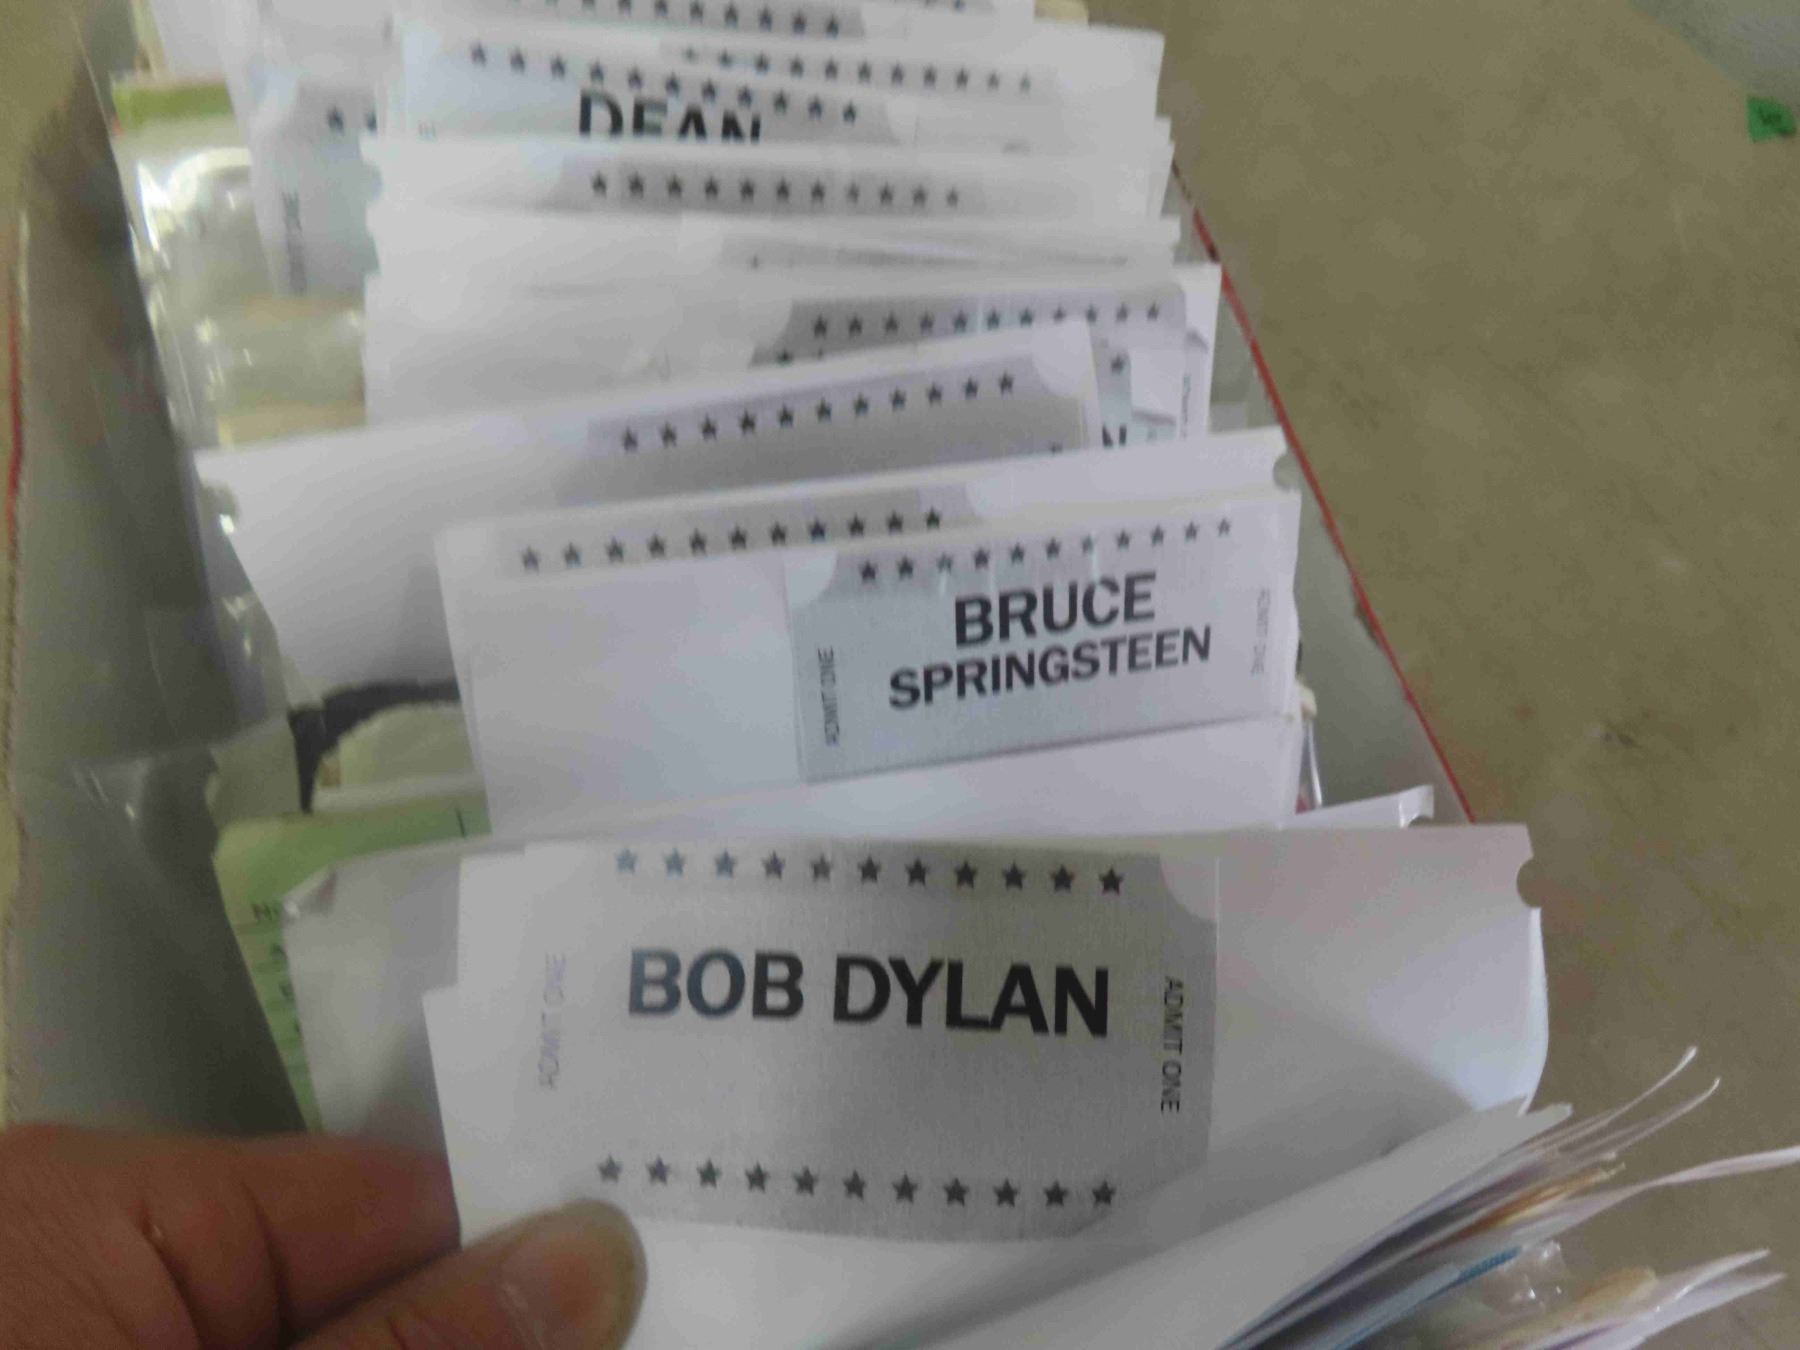 DEAN
N
ADMIT ONE
BRUCE
SPRINGSTEEN
ADMIT ONE
ADMIT ONE
BOB DYLAN
ADMIT ONE